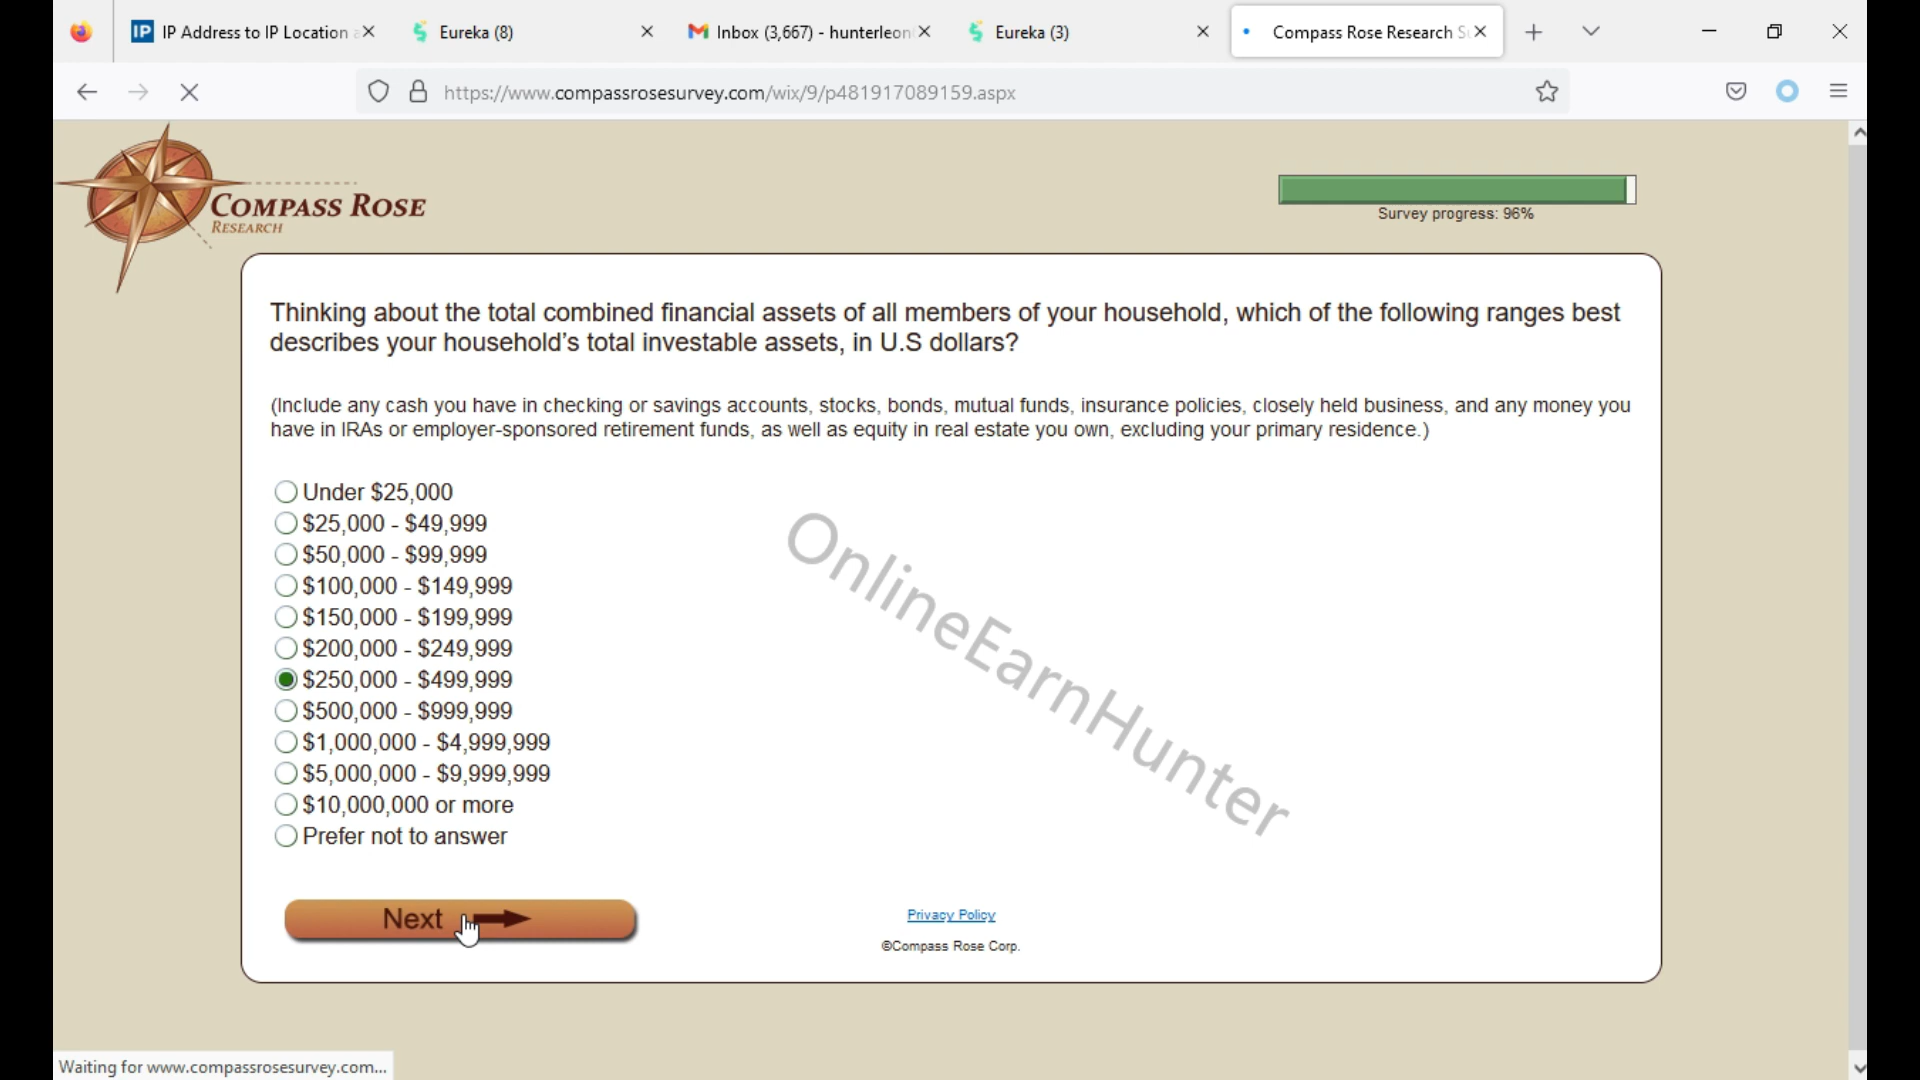 IP Address to IP Location a
Eureka (8)
Inbox (3,667) - hunterleon
Eureka (3)
Compass Rose Research S
https://www.compassrosesurvey.com/wix/9/p481917089159.aspx
COMPASS ROSE
RESEARCH
Survey progress: 96%
Thinking about the total combined financial assets of all members of your household, which of the following ranges best
describes your household's total investable assets, in U.S dollars?
(Include any cash you have in checking or savings accounts, stocks, bonds, mutual funds, insurance policies, closely held business, and any money you
have in IRAs or employer-sponsored retirement funds, as well as equity in real estate you own, excluding your primary residence.)
Under $25,000
$25,000 - $49,999
$50,000 - $99,999
$100,000 - $149,999
$150,000 - $199,999
$200,000 - $249,999
$250,000 - $499,999
$500,000 - $999,999
$1,000,000 - $4,999,999
$5,000,000 - $9,999,999
$10,000,000 or more
Prefer not to answer
OnlineEarnHunter
Next
Privacy Policy
©Compass Rose Corp.
Waiting for www.compassrosesurvey.com...